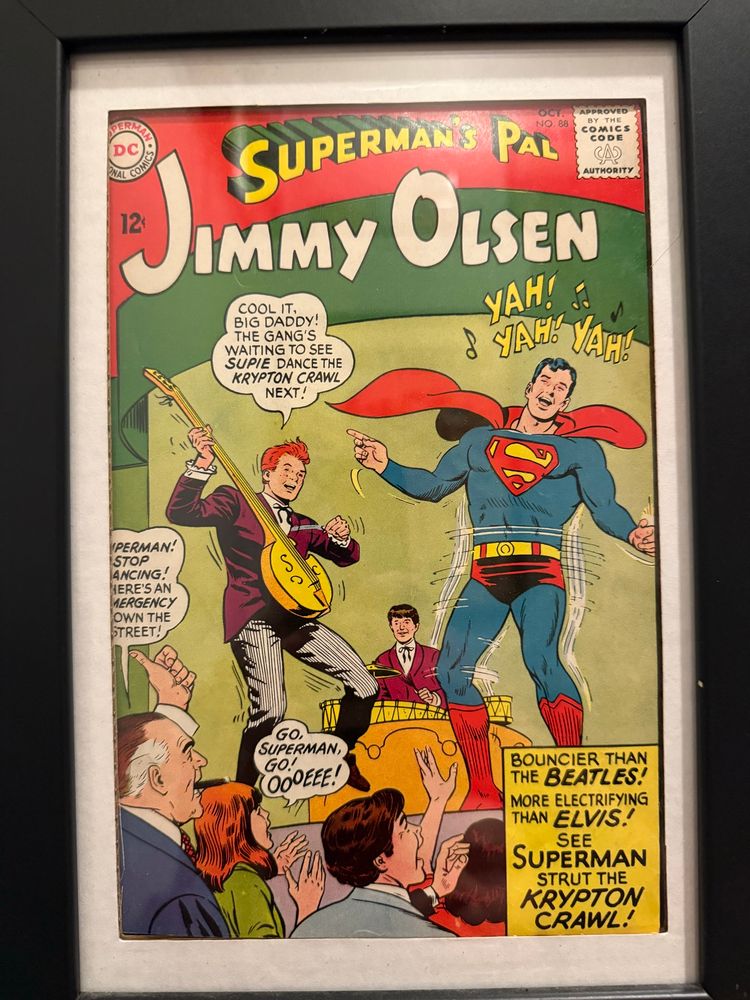 SUPERMAN'S PAL
JIMMY OLSEN
OCT.
NO. 88
APPROVED
BY THE
COMICS
CODE
CA
AUTHORITY
PERMAN
DC
NAL COMICS
12¢
YAH!
YAH! YAH!
COOL IT,
BIG DADDY!
THE GANG'S
WAITING TO SEE
SUPIE DANCE THE
KRYPTON CRAWL
NEXT!
S
PERMAN!
STOP
ANCING!
HERE'S AN
MERGENCY
OWN THE
STREET!
GO,
SUPERMAN,
GO!
OOOEEE!
BOUNCIER THAN
THE BEATLES!
MORE ELECTRIFYING
THAN ELVIS!
SEE
SUPERMAN
STRUT THE
KRYPTON
CRAWL!